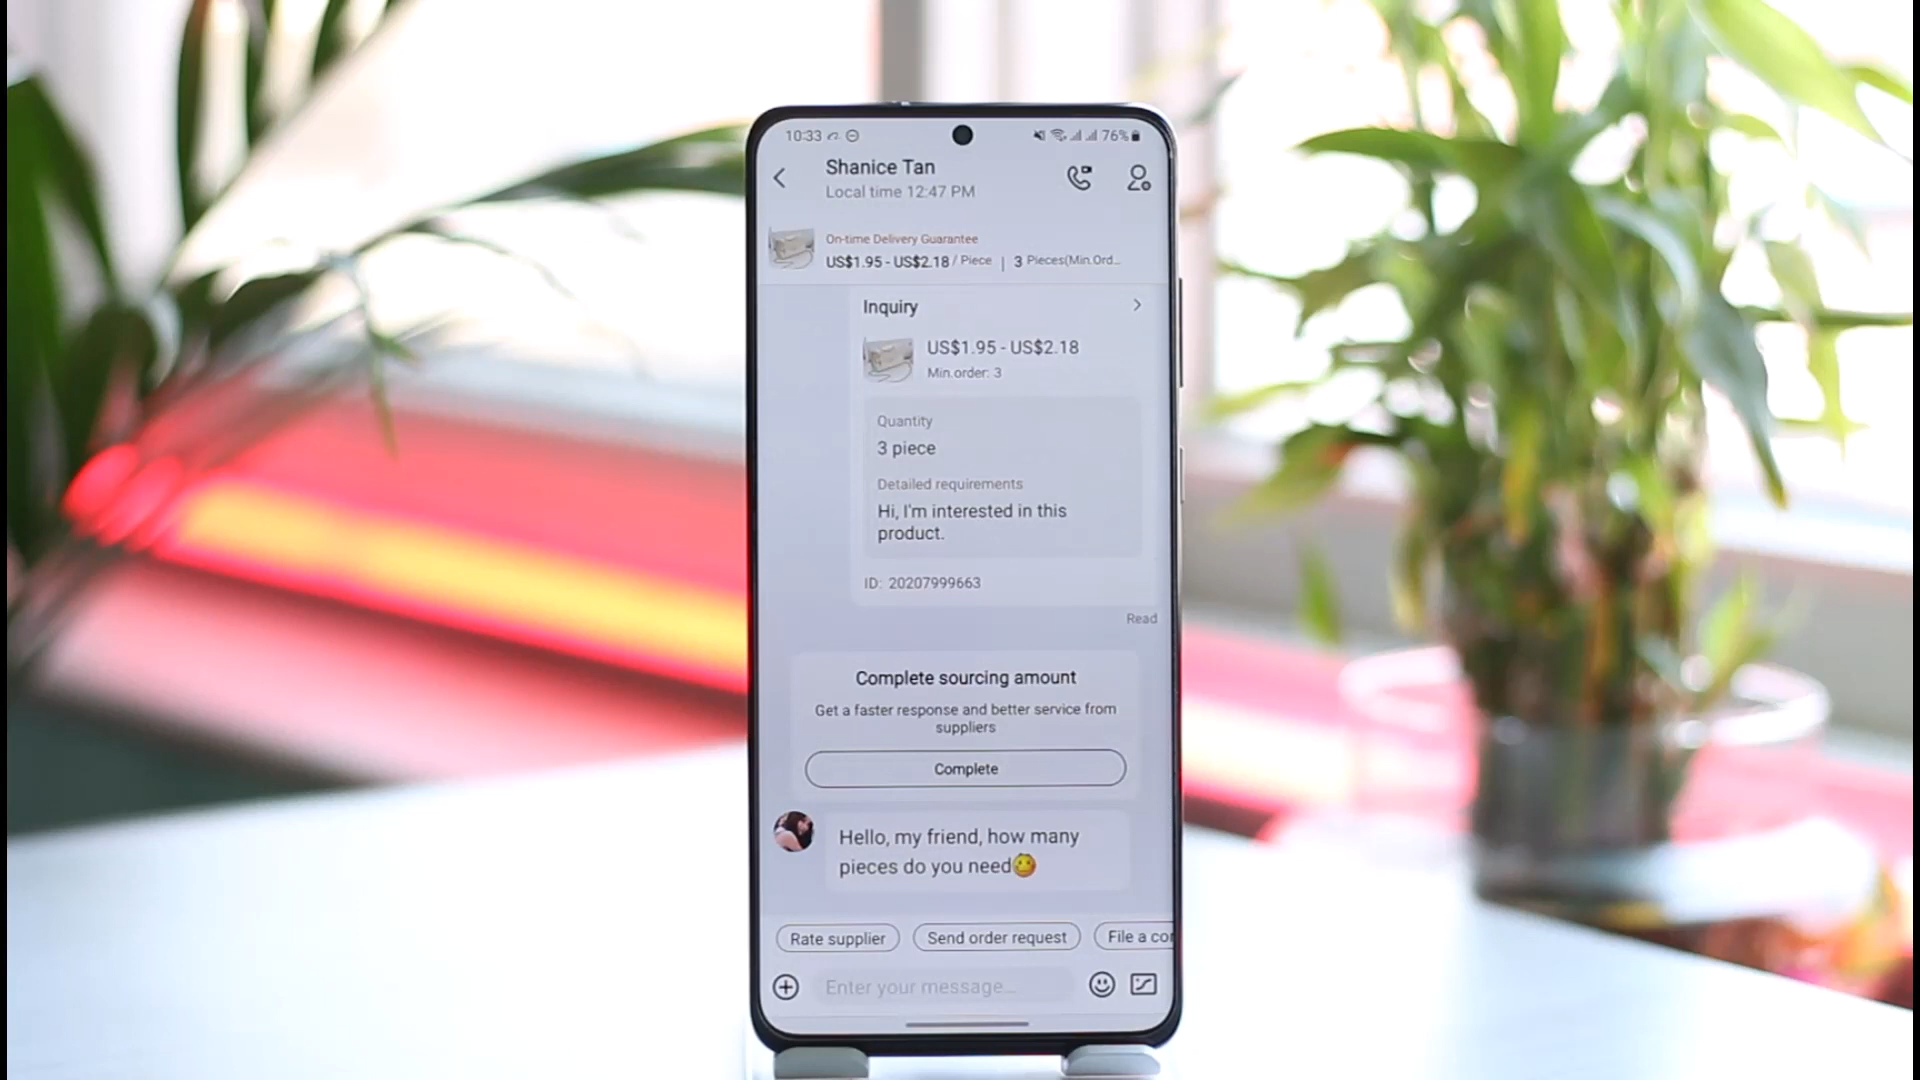 10:33
76%
Shanice Tan
Local time 12:47 PM
On-time Delivery Guarantee
US$1.95 - US$2.18 / Piece | 3 Pieces(Min.Ord...
Inquiry
US$1.95 - US$2.18
Min.order: 3
Quantity
3 piece
Detailed requirements
Hi, I'm interested in this
product.
ID: 20207999663
Read
Complete sourcing amount
Get a faster response and better service from
suppliers
Complete
Hello, my friend, how many
pieces do you need
Rate supplier
Send order request
File a co
Enter your message...